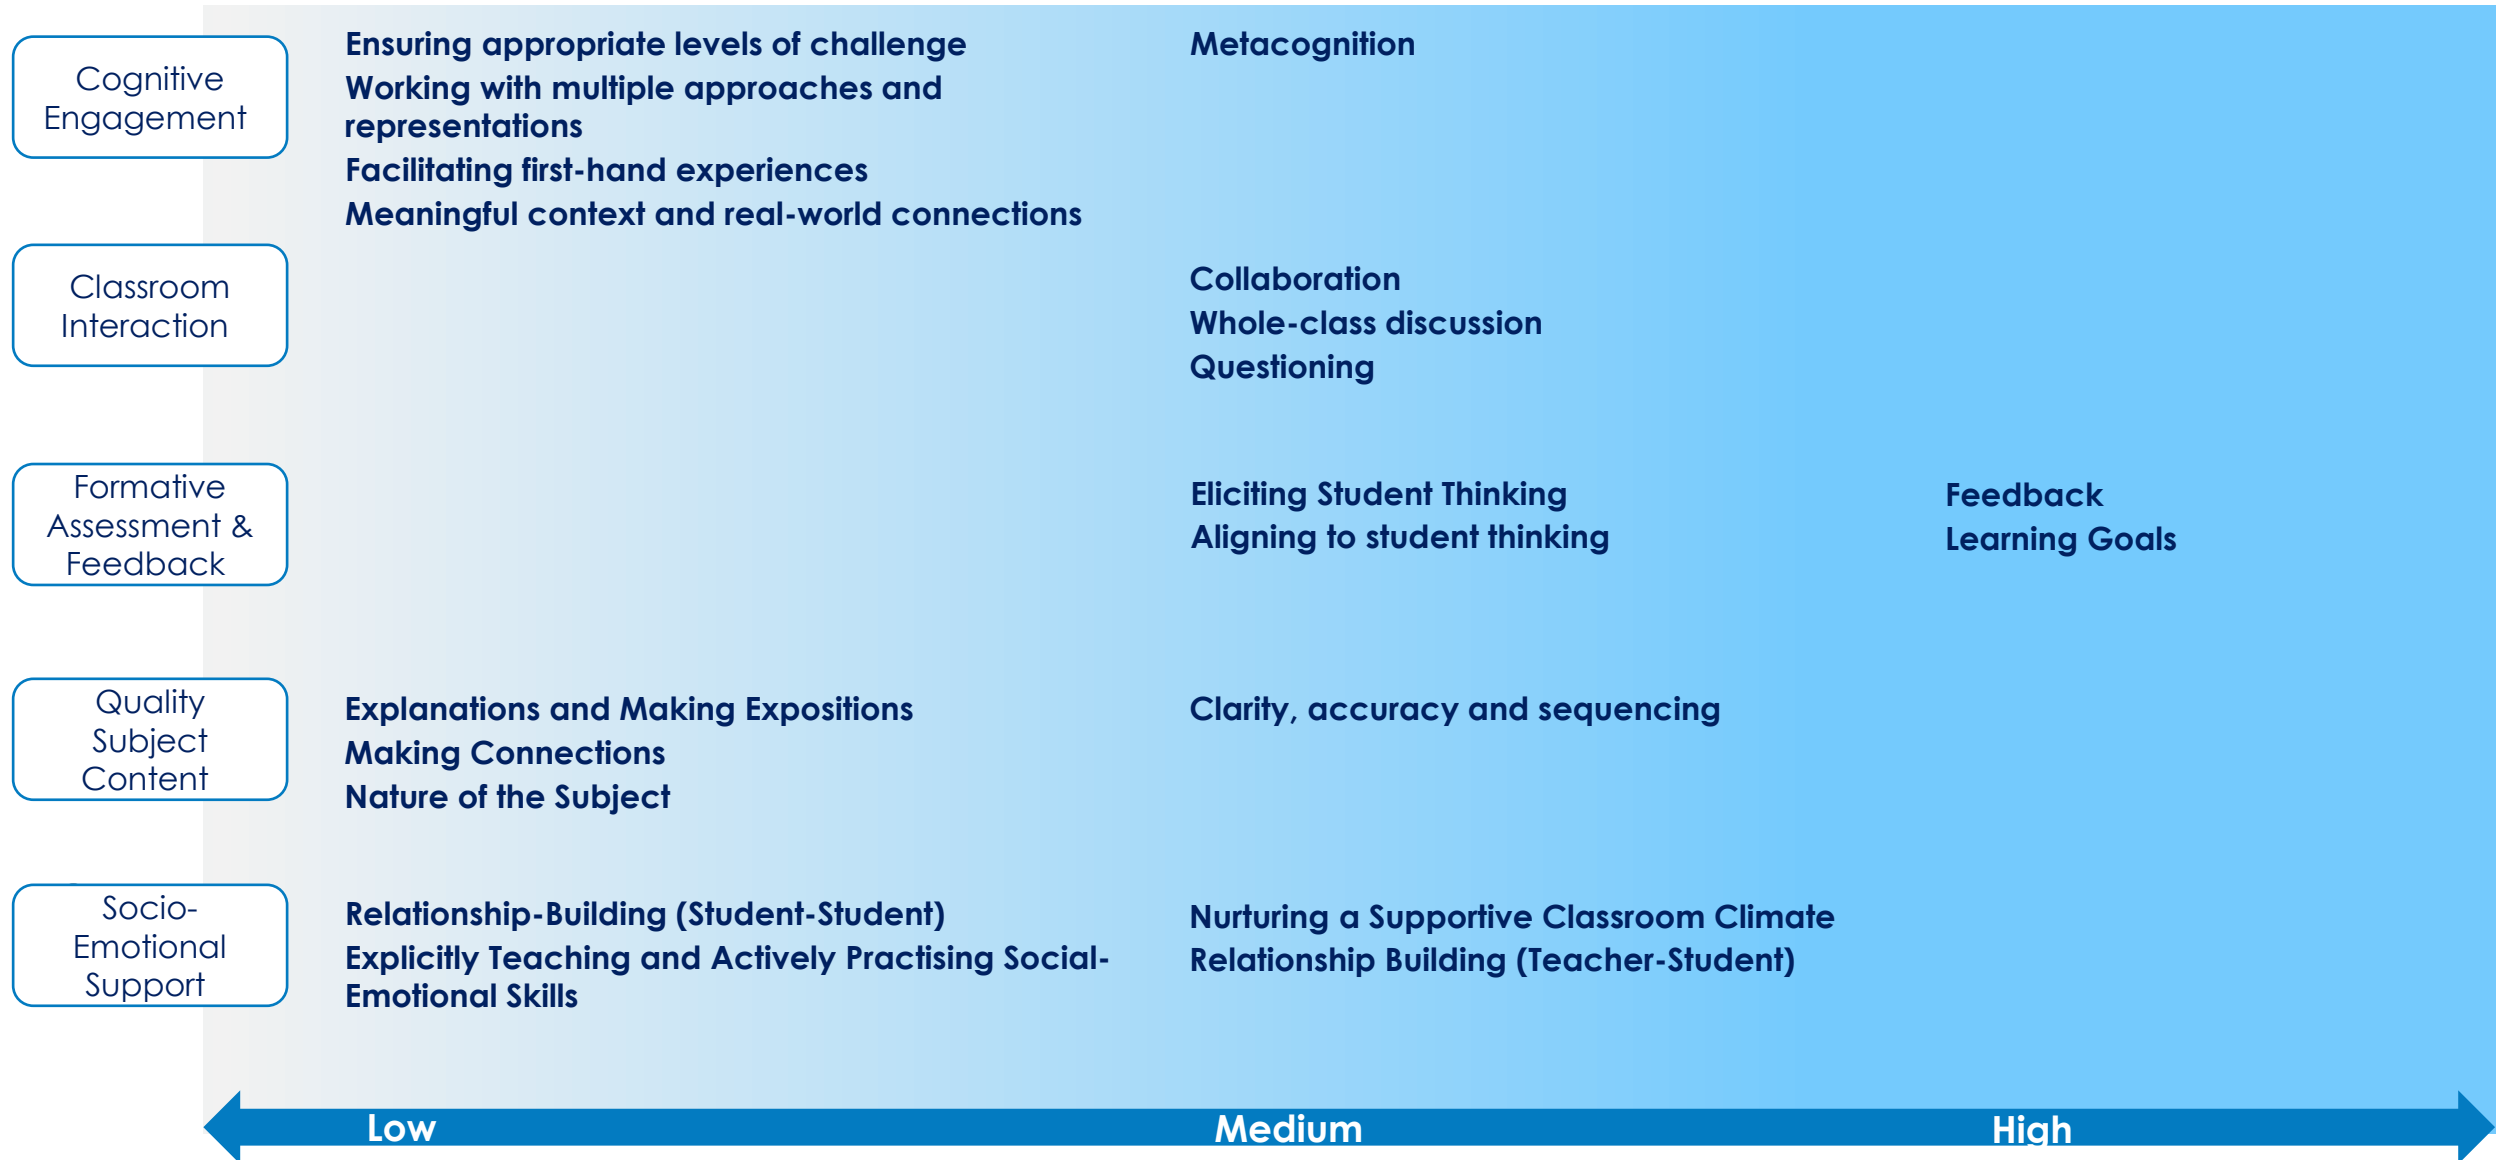 Cognitive
Engagement
Ensuring appropriate levels of challenge
Working with multiple approaches and
representations
Facilitating first-hand experiences
Meaningful context and real-world connections
Metacognition
Classroom
Interaction
Collaboration
Whole-class discussion
Questioning
Formative
Assessment &
Feedback
Eliciting Student Thinking
Aligning to student thinking
Feedback
Learning Goals
Quality
Subject
Content
Explanations and Making Expositions
Making Connections
Nature of the Subject
Clarity, accuracy and sequencing
Socio-
Emotional
Support
Relationship-Building (Student-Student)
Explicitly Teaching and Actively Practising Social-
Emotional Skills
Nurturing a Supportive Classroom Climate
Relationship Building (Teacher-Student)
Low
Medium
High